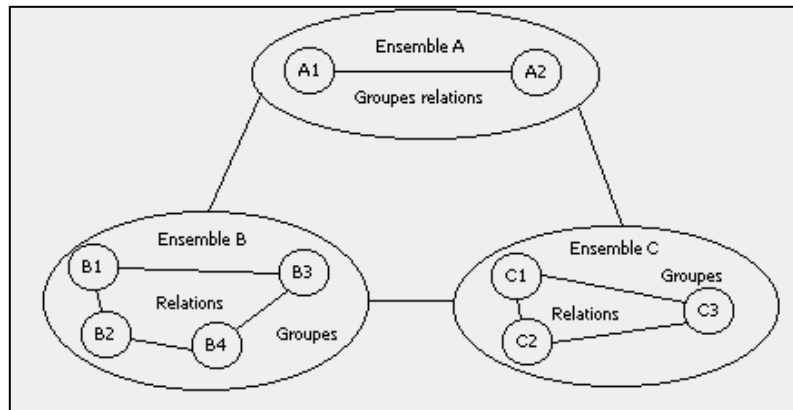 Ensemble A
A1
A2
Groupes relations
Ensemble B
B1
B3
Relations
B2
B4
Groupes
Ensemble C
C1
Groupes
Relations
C3
C2